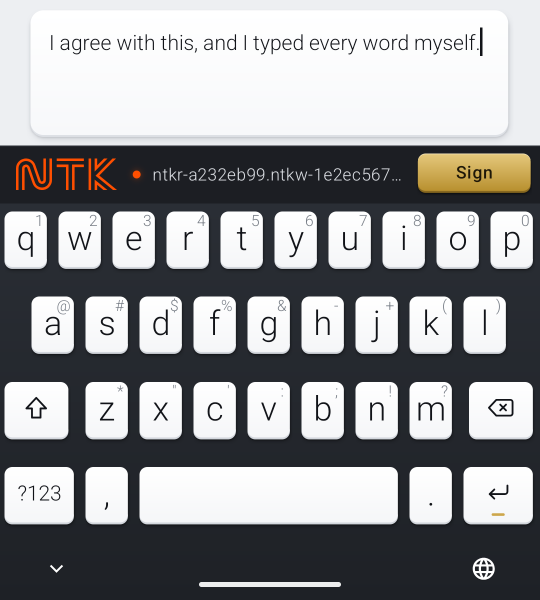 I agree with this, and I typed every word myself.
NTK
ntkr-a232eb99.ntkw-1e2ec567...
Sign
1 2 3 4 5 6 7 8 9 0
q w e r t y u i o p
@ # $ % & - + ( )
a s d f g h j k l
* " ' : ; ! ?
z x c v b n m
?123 , .